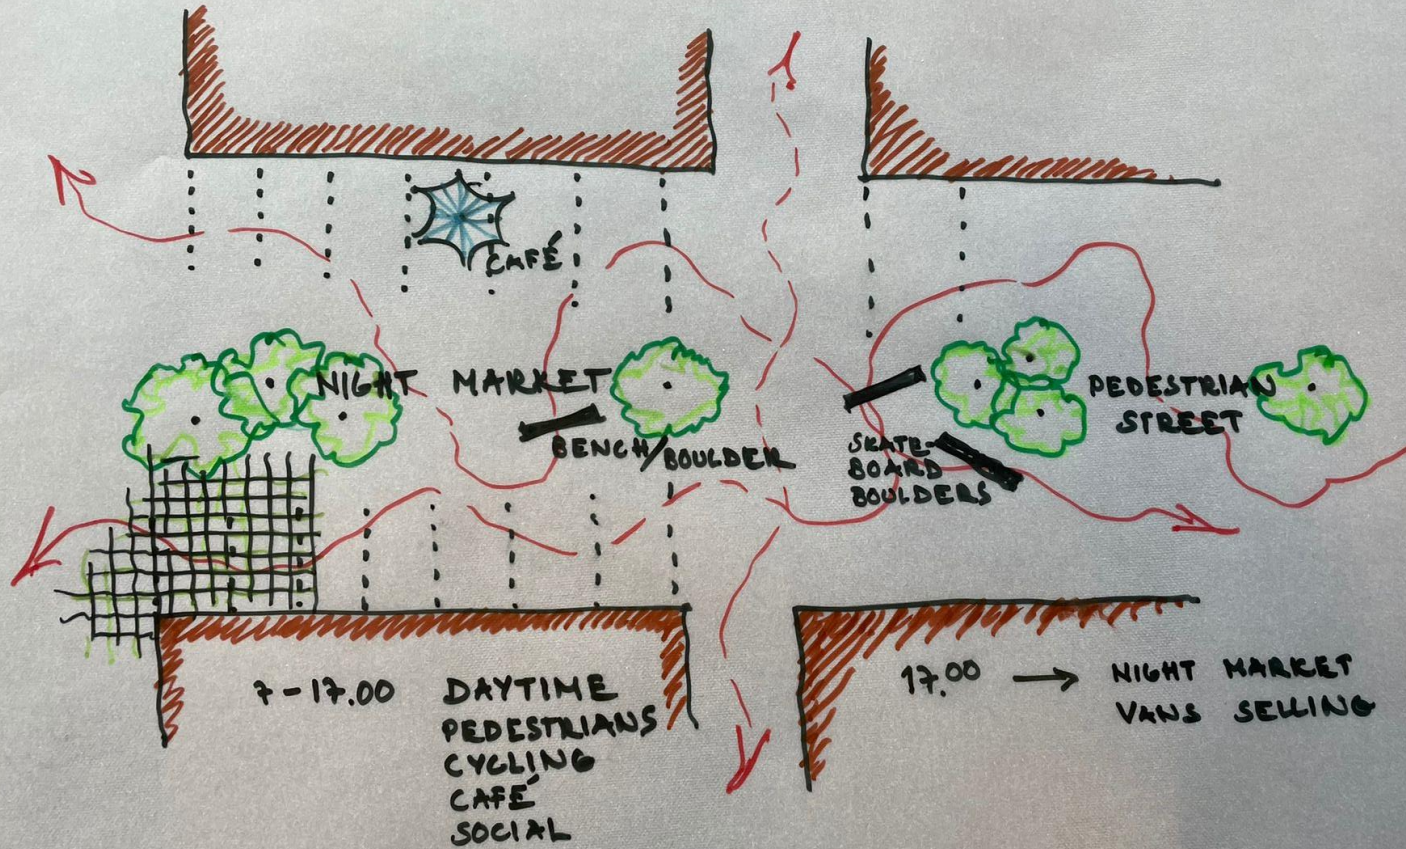 CAFÉ
NIGHT MARKET
BENCH/BOULDER
SKATE-
BOARD
BOULDERS
PEDESTRIAN
STREET
7-17.00 DAYTIME
PEDESTRIANS
CYCLING
CAFÉ
SOCIAL
17.00 → NIGHT MARKET
VANS SELLING